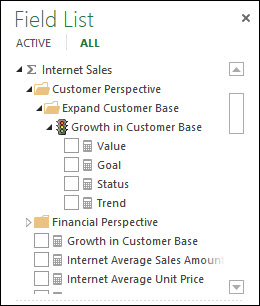 Field List
ACTIVE ALL
Internet Sales
Customer Perspective
Expand Customer Base
Growth in Customer Base
Value
Goal
Status
Trend
Financial Perspective
Growth in Customer Base
Internet Average Sales Amoun
Internet Average Unit Price